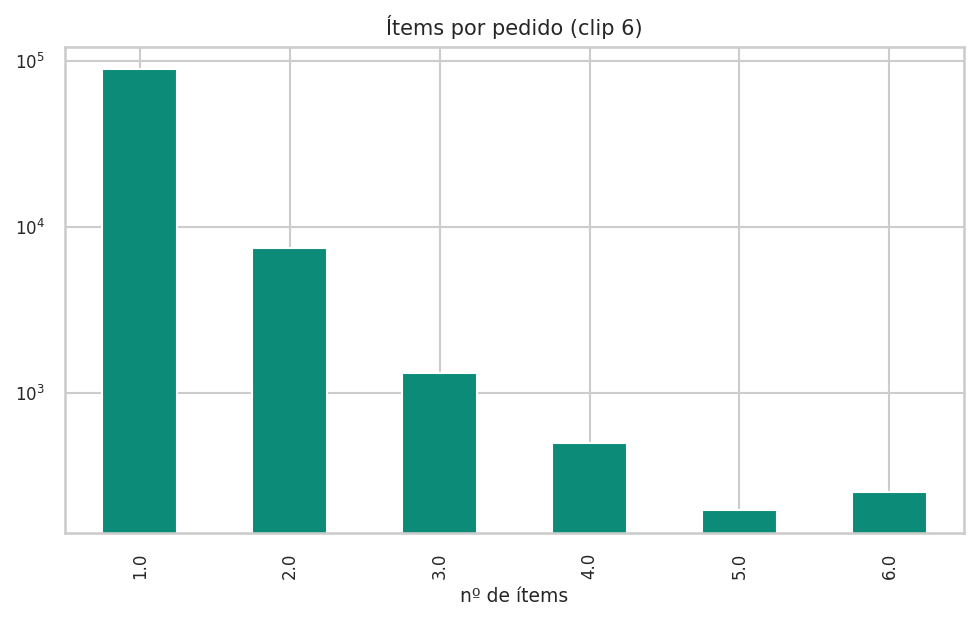 Ítems por pedido (clip 6)
10⁵
10⁴
10³
1.0 2.0 3.0 4.0 5.0 6.0
nº de ítems